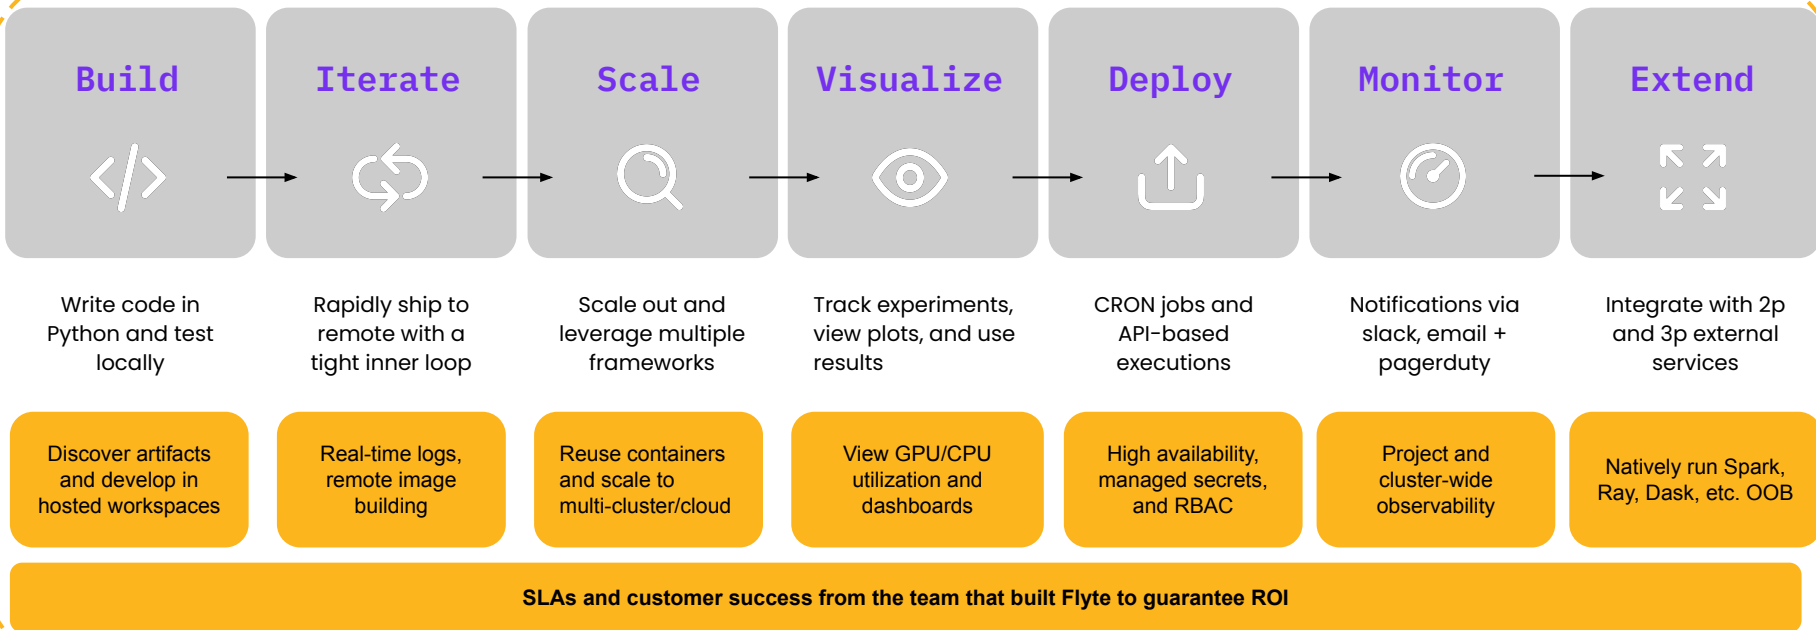 Build
Iterate
Scale
Visualize
Deploy
Monitor
Extend
Write code in
Python and test
locally
Rapidly ship to
remote with a
tight inner loop
Scale out and
leverage multiple
frameworks
Track experiments,
view plots, and use
results
CRON jobs and
API-based
executions
Notifications via
slack, email +
pagerduty
Integrate with 2p
and 3p external
services
Discover artifacts
and develop in
hosted workspaces
Real-time logs,
remote image
building
Reuse containers
and scale to
multi-cluster/cloud
View GPU/CPU
utilization and
dashboards
High availability,
managed secrets,
and RBAC
Project and
cluster-wide
observability
Natively run Spark,
Ray, Dask, etc. OOB
SLAs and customer success from the team that built Flyte to guarantee ROI